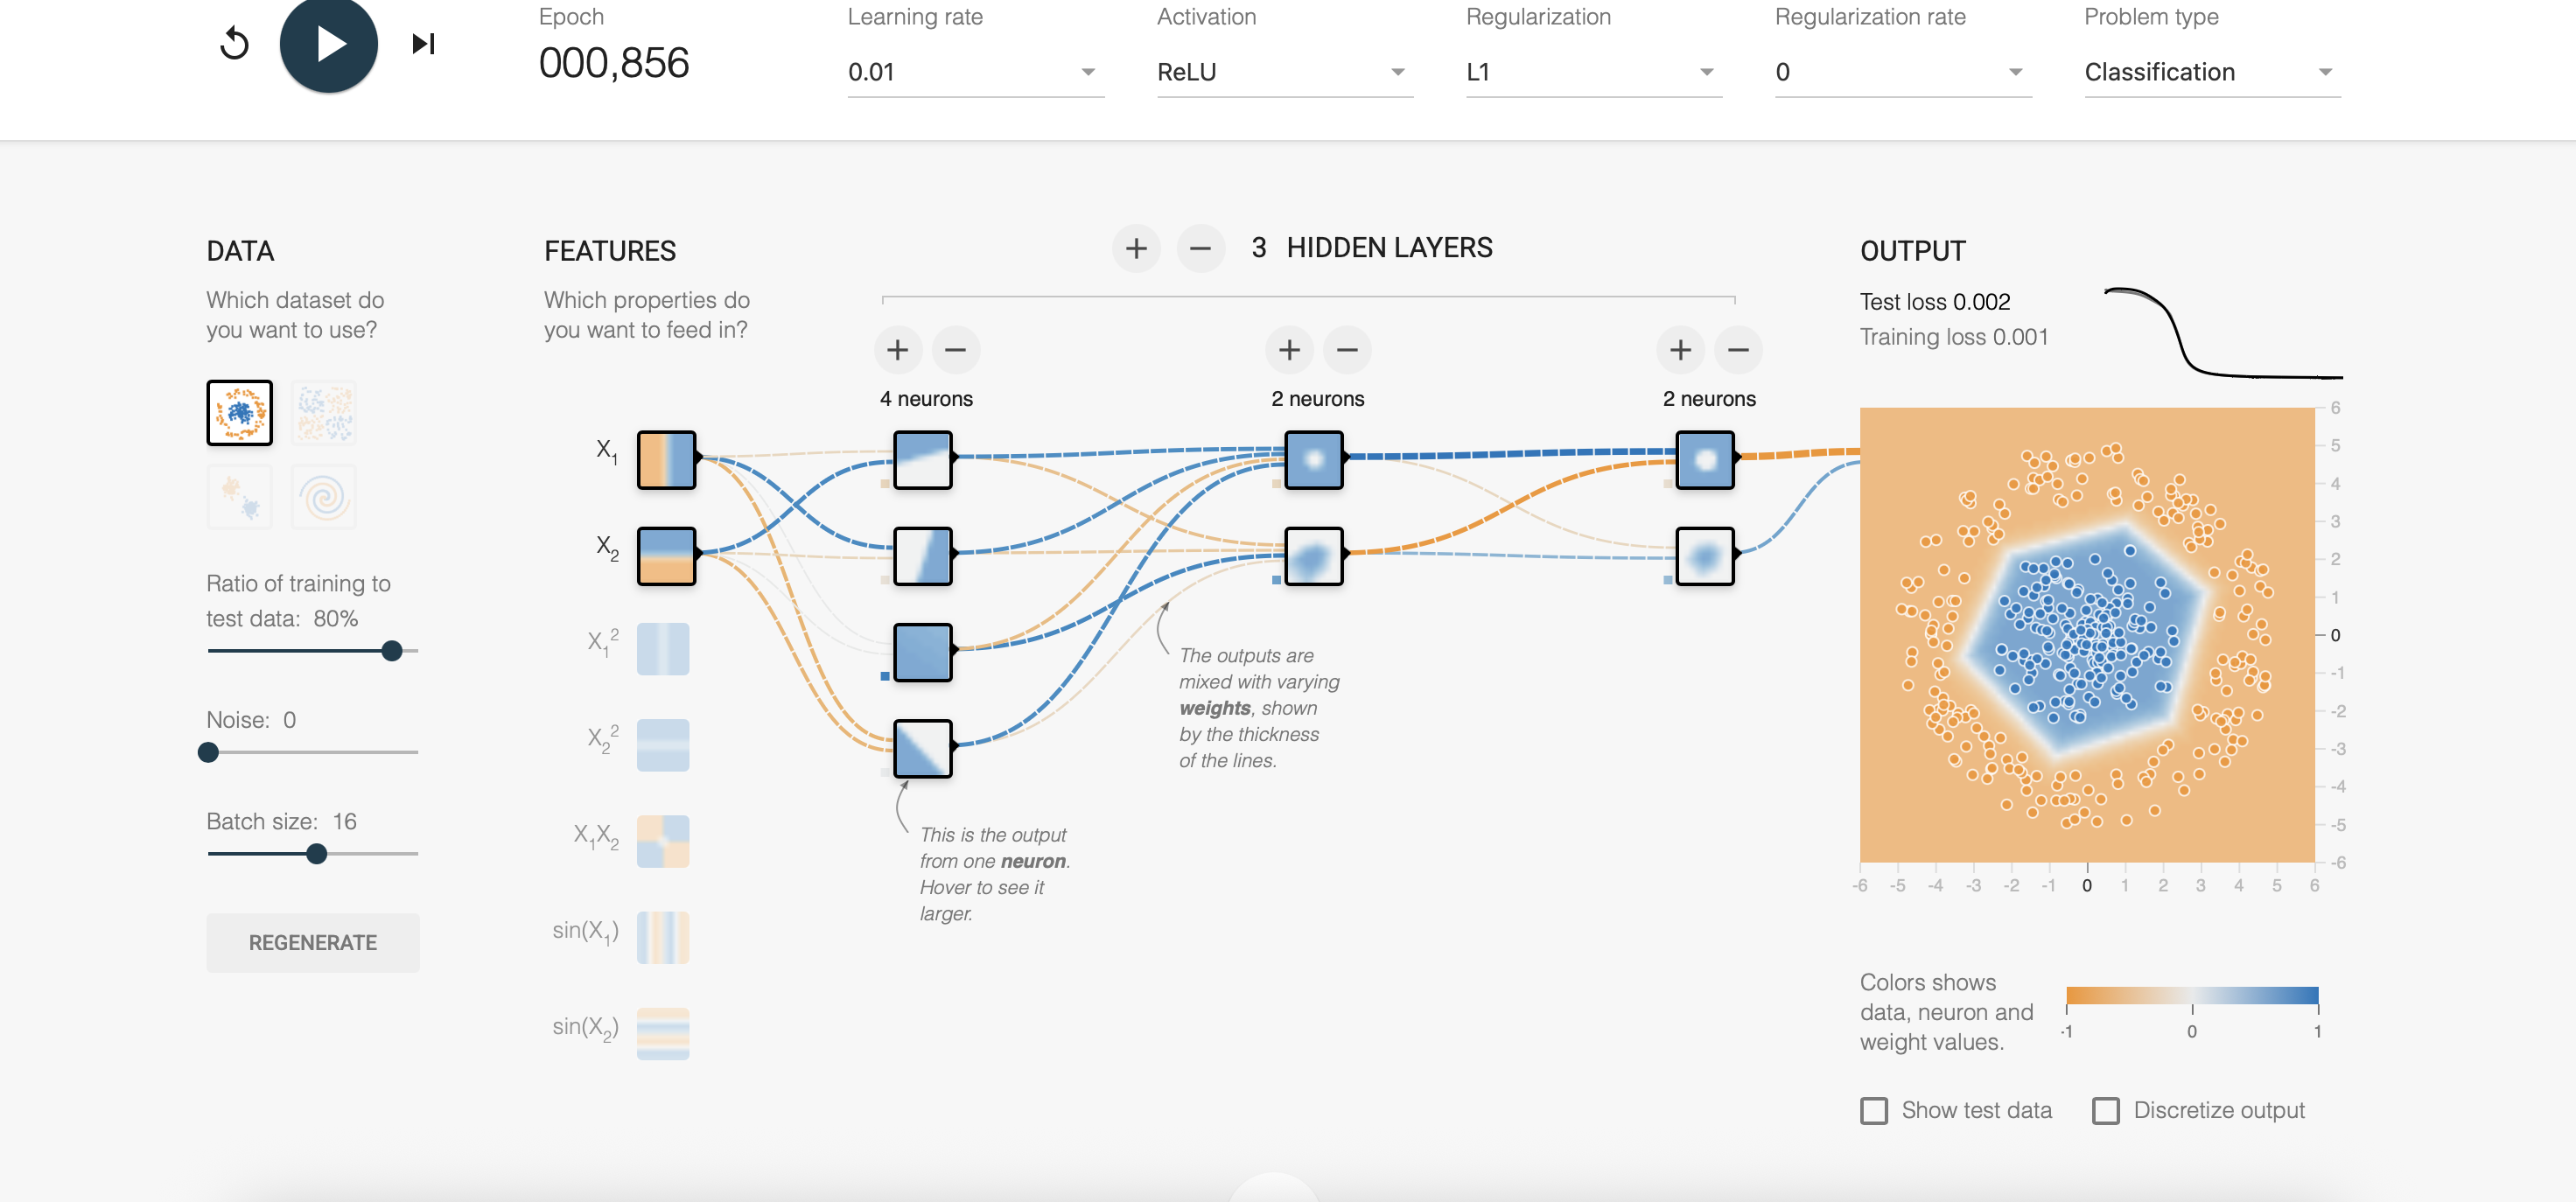 Epoch
000,856
Learning rate
0.01
Activation
ReLU
Regularization
L1
Regularization rate
0
Problem type
Classification
DATA
Which dataset do
you want to use?
Ratio of training to
test data: 80%
Noise: 0
Batch size: 16
REGENERATE
FEATURES
Which properties do
you want to feed in?
X1
X2
X1^2
X2^2
X1X2
sin(X1)
sin(X2)
+ − 3 HIDDEN LAYERS
+ −
4 neurons
+ −
2 neurons
+ −
2 neurons
This is the output
from one neuron.
Hover to see it
larger.
The outputs are
mixed with varying
weights, shown
by the thickness
of the lines.
OUTPUT
Test loss 0.002
Training loss 0.001
6
5
4
3
2
1
0
-1
-2
-3
-4
-5
-6
-6 -5 -4 -3 -2 -1 0 1 2 3 4 5 6
Colors shows
data, neuron and
weight values.
-1 0 1
Show test data
Discretize output